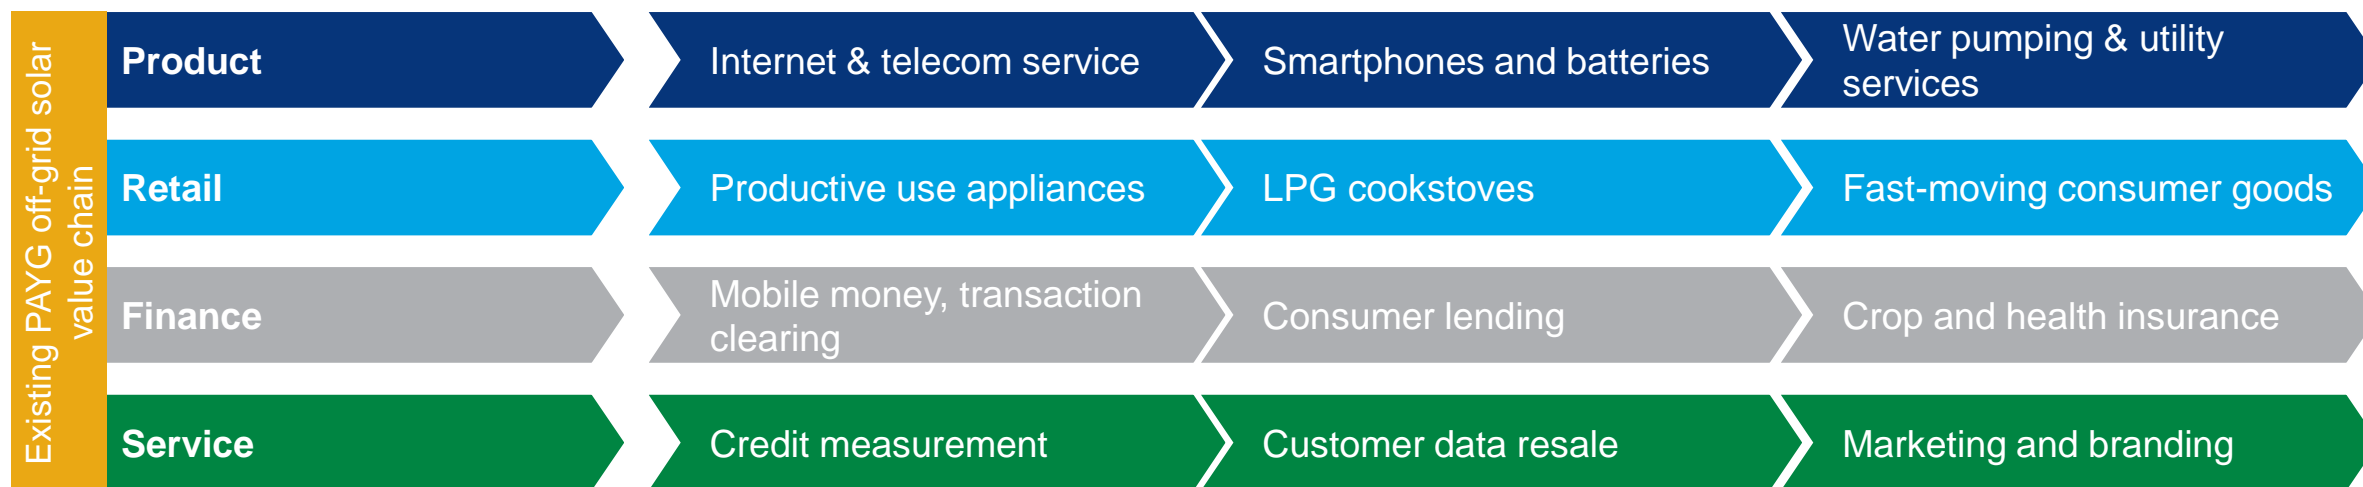 Existing PAYG off-grid solar
value chain
Product
Internet & telecom service
Smartphones and batteries
Water pumping & utility
services
Retail
Productive use appliances
LPG cookstoves
Fast-moving consumer goods
Finance
Mobile money, transaction
clearing
Consumer lending
Crop and health insurance
Service
Credit measurement
Customer data resale
Marketing and branding